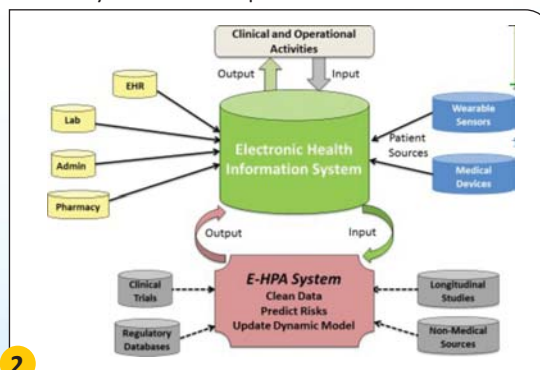 Clinical and Operational
Activities
Output
Input
EHR
Lab
Admin
Pharmacy
Electronic Health
Information System
Wearable
Sensors
Patient
Sources
Medical
Devices
Output
Input
E-HPA System
Clean Data
Predict Risks
Update Dynamic Model
Clinical
Trials
Regulatory
Databases
Longitudinal
Studies
Non-Medical
Sources
2